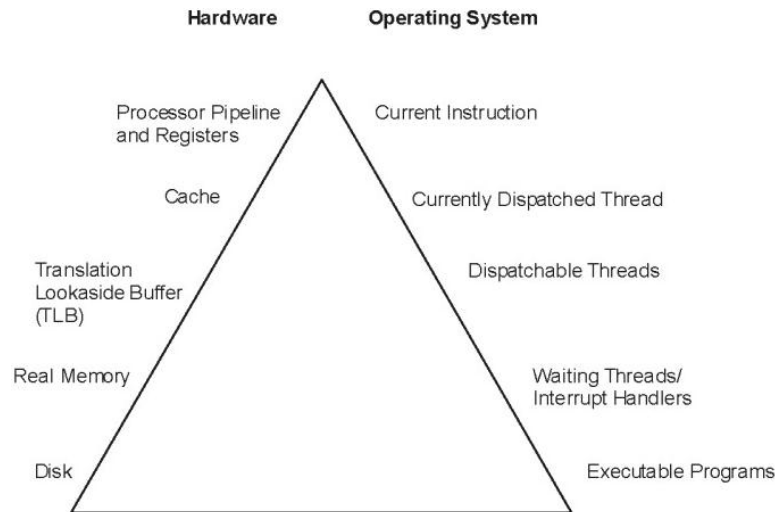 Hardware
Operating System
Processor Pipeline
and Registers
Current Instruction
Cache
Currently Dispatched Thread
Translation
Lookaside Buffer
(TLB)
Dispatchable Threads
Real Memory
Waiting Threads/
Interrupt Handlers
Disk
Executable Programs